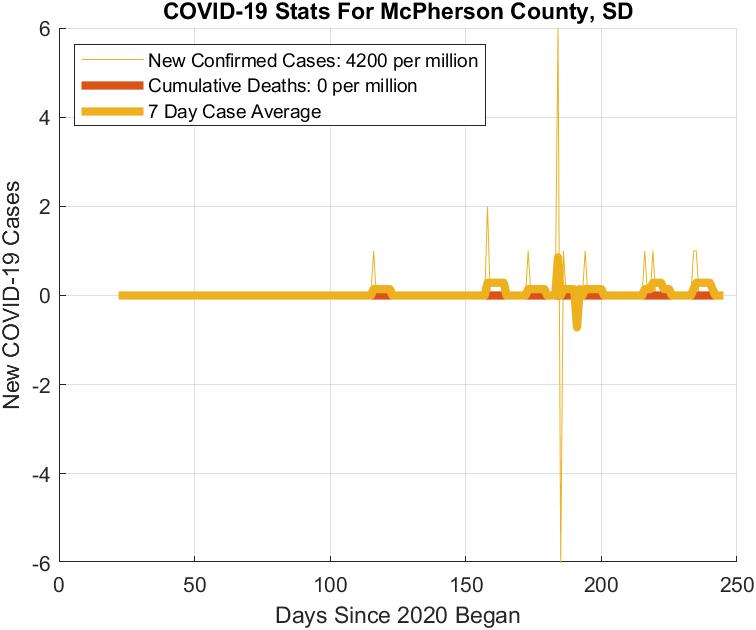 COVID-19 Stats For McPherson County, SD
New Confirmed Cases: 4200 per million
Cumulative Deaths: 0 per million
7 Day Case Average
New COVID-19 Cases
6
4
2
0
-2
-4
-6
0 50 100 150 200 250
Days Since 2020 Began